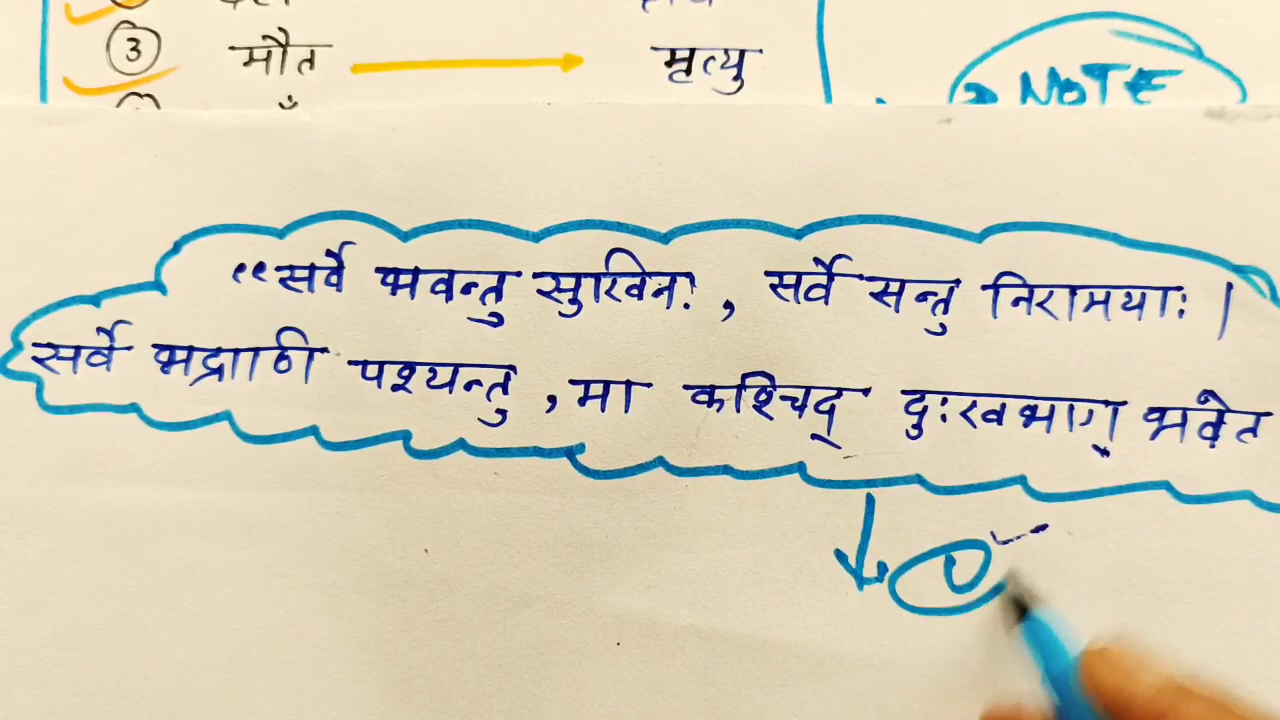 ③ मौत → मृत्यु
NOTE
“सर्वे भवन्तु सुखिनः, सर्वे सन्तु निरामयाः।
सर्वे भद्राणि पश्यन्तु, मा कश्चिद् दुःखभाग् भवेत